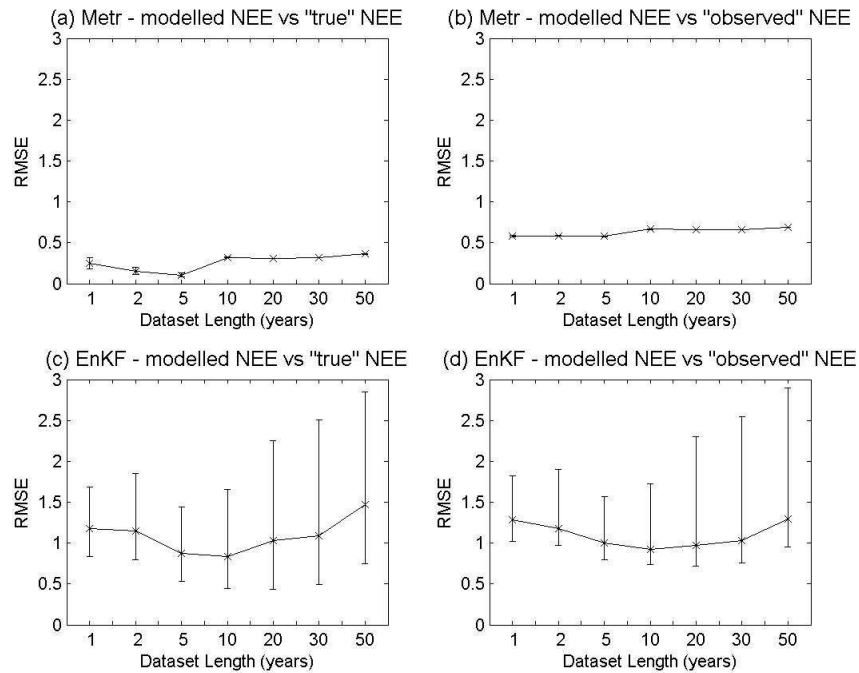 (a) Metr - modelled NEE vs "true" NEE
3
2.5
2
1.5
1
0.5
0
RMSE
1 2 5 10 20 30 50
Dataset Length (years)
(b) Metr - modelled NEE vs "observed" NEE
3
2.5
2
1.5
1
0.5
0
RMSE
1 2 5 10 20 30 50
Dataset Length (years)
(c) EnKF - modelled NEE vs "true" NEE
3
2.5
2
1.5
1
0.5
0
RMSE
1 2 5 10 20 30 50
Dataset Length (years)
(d) EnKF - modelled NEE vs "observed" NEE
3
2.5
2
1.5
1
0.5
0
RMSE
1 2 5 10 20 30 50
Dataset Length (years)